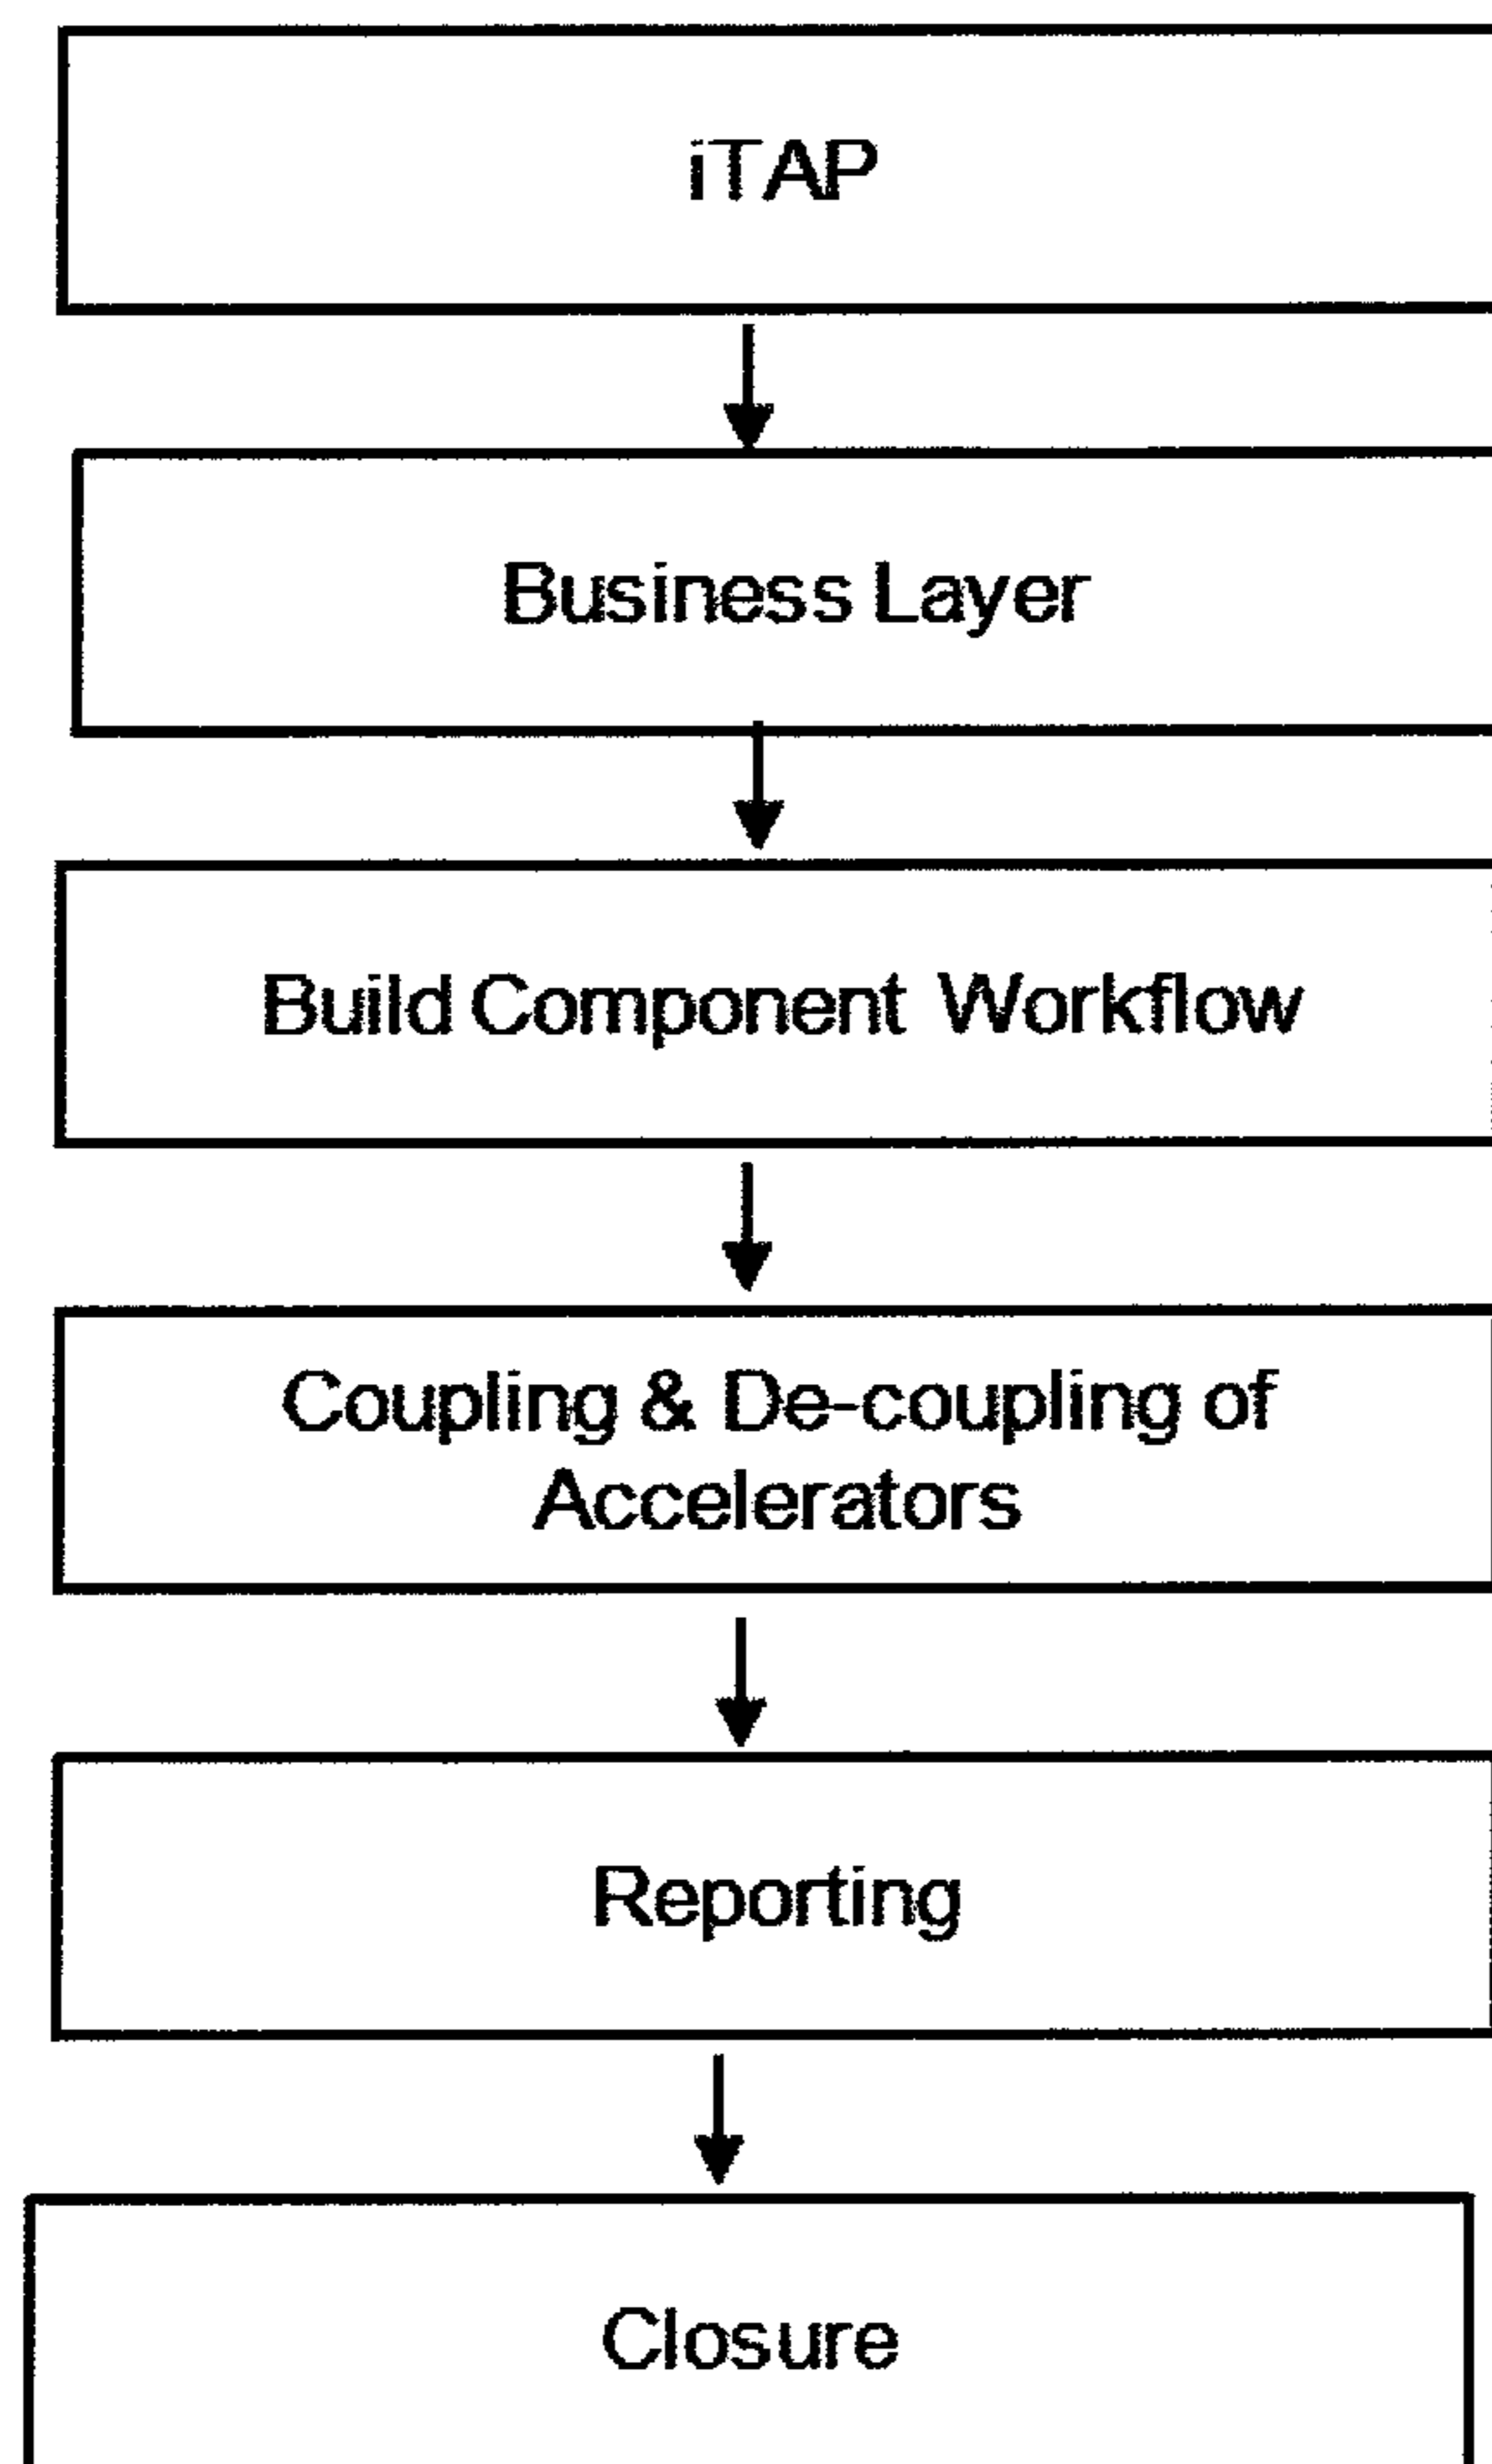 iTAP
Business Layer
Build Component Workflow
Coupling & De-coupling of
Accelerators
Reporting
Closure